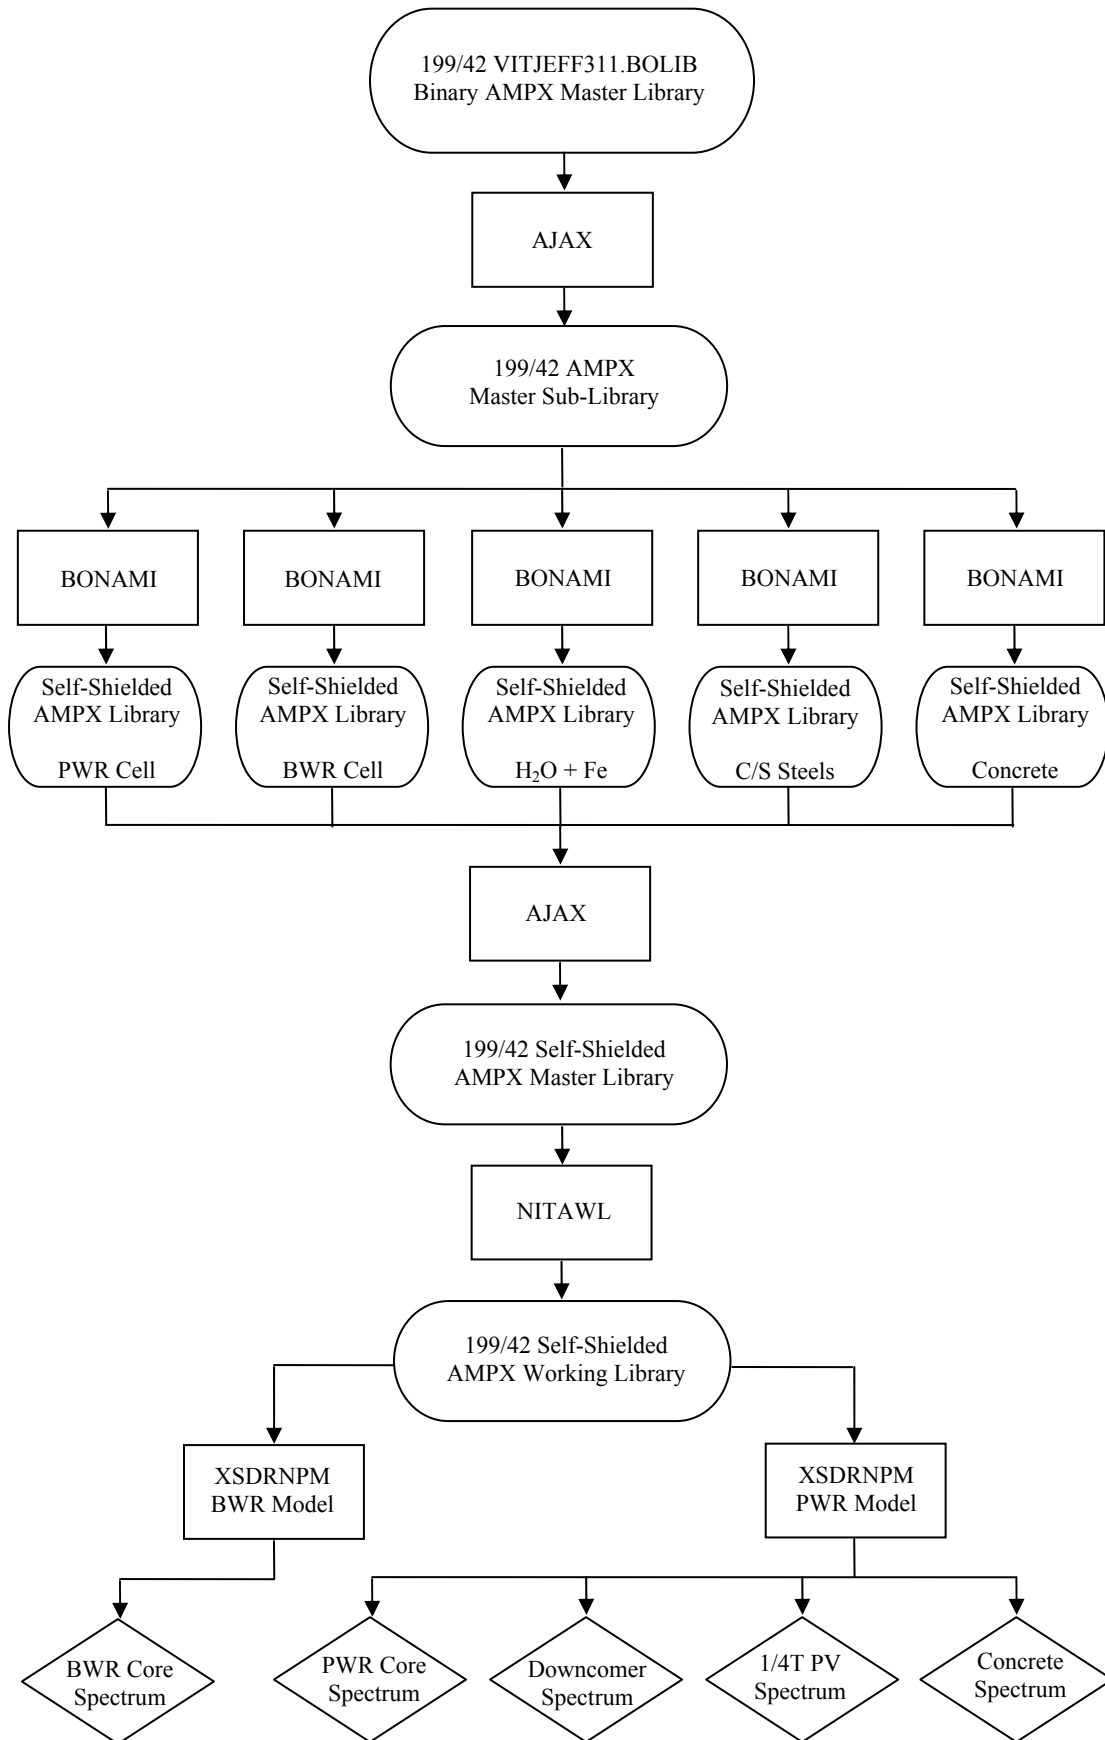 199/42 VITJEFF311.BOLIB
Binary AMPX Master Library
AJAX
199/42 AMPX
Master Sub-Library
BONAMI
BONAMI
BONAMI
BONAMI
BONAMI
Self-Shielded
AMPX Library
PWR Cell
Self-Shielded
AMPX Library
BWR Cell
Self-Shielded
AMPX Library
H₂O + Fe
Self-Shielded
AMPX Library
C/S Steels
Self-Shielded
AMPX Library
Concrete
AJAX
199/42 Self-Shielded
AMPX Master Library
NITAWL
199/42 Self-Shielded
AMPX Working Library
XSDRNPM
BWR Model
XSDRNPM
PWR Model
BWR Core
Spectrum
PWR Core
Spectrum
Downcomer
Spectrum
1/4T PV
Spectrum
Concrete
Spectrum